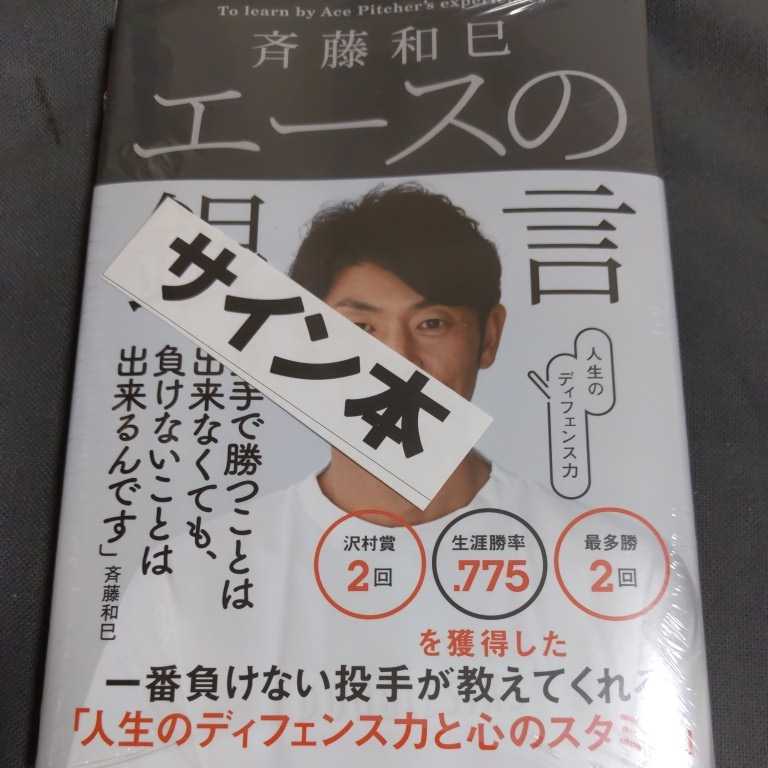 To learn by Ace Pitcher's
斉藤和巳
エースの
言
サイン本
人生の
ディフェンス力
手で勝つことは
出来なくても、
負けないことは
出来るんです」斉藤和巳
沢村賞
2回
生涯勝率
.775
最多勝
2回
を獲得した
一番負けない投手が教えてくれる
「人生のディフェンス力と心のスタミ